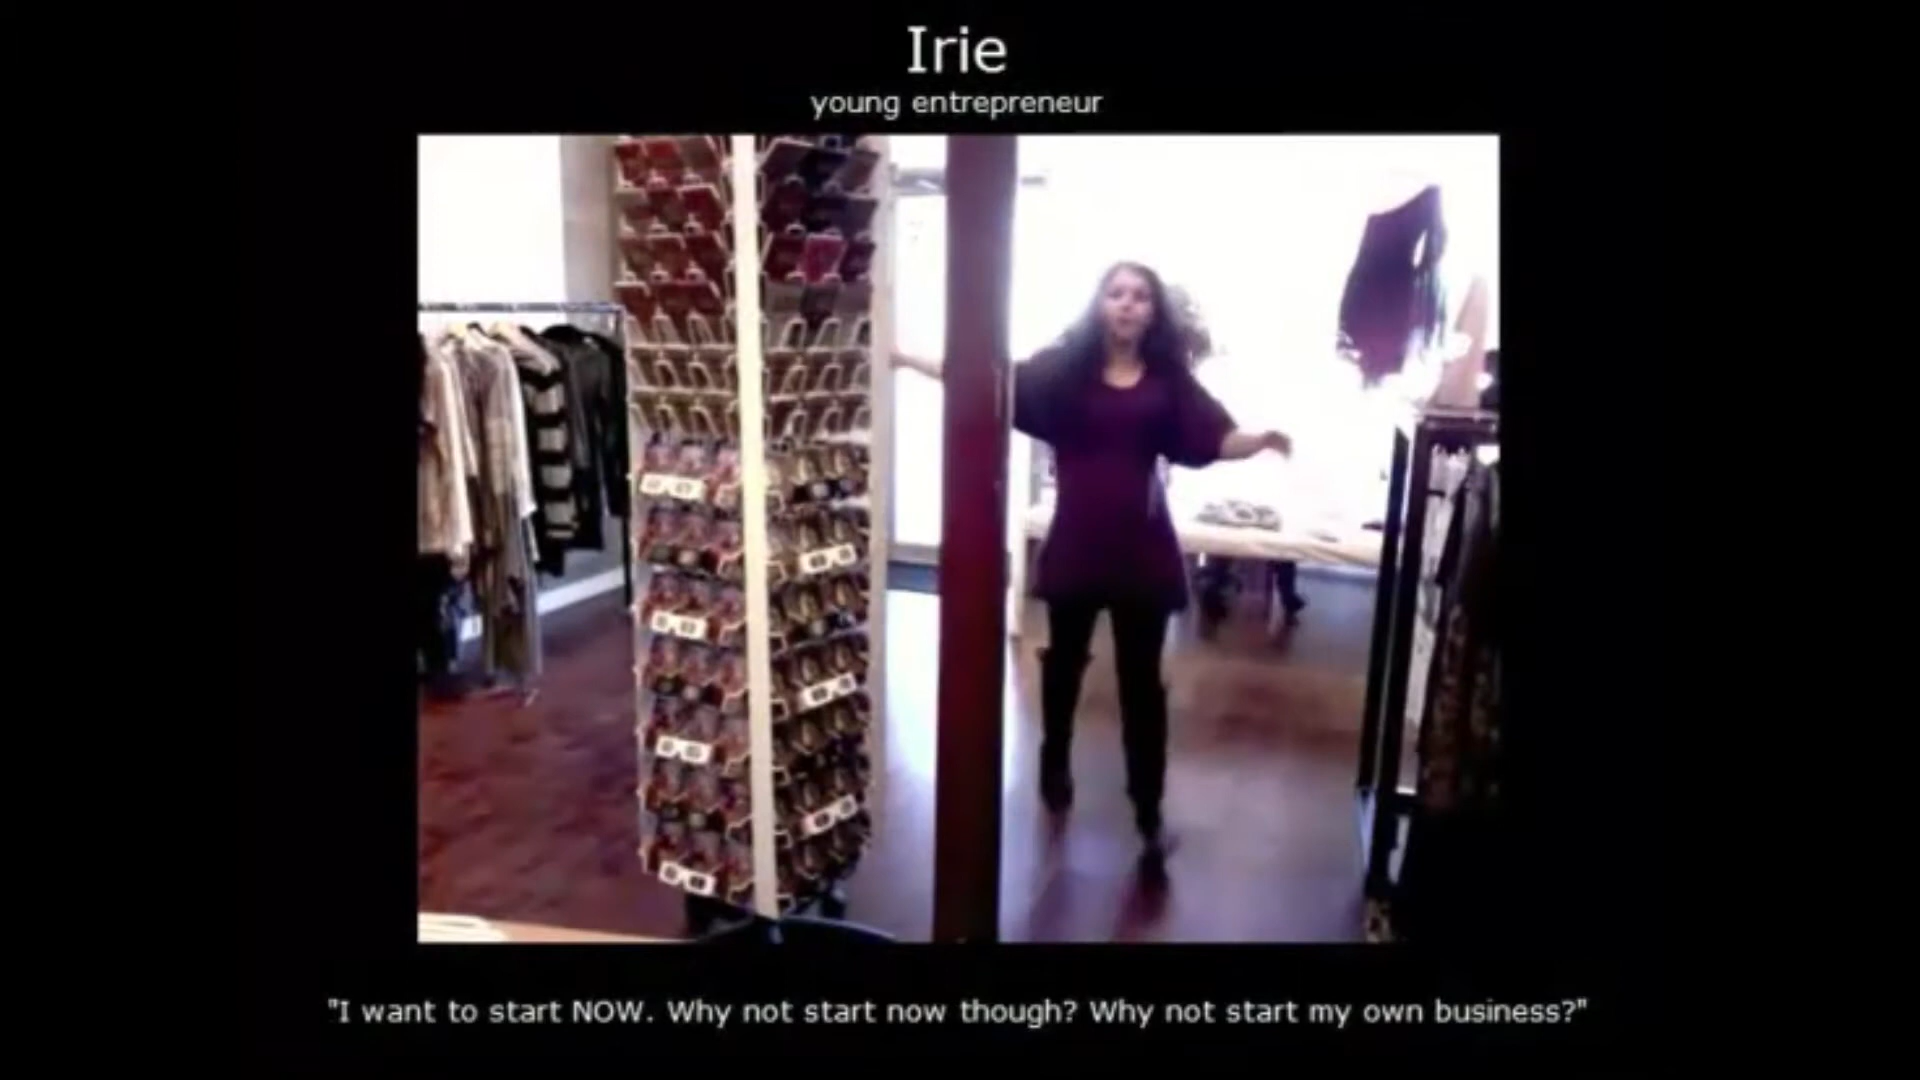 Irie
young entrepreneur
"I want to start NOW. Why not start now though? Why not start my own business?"